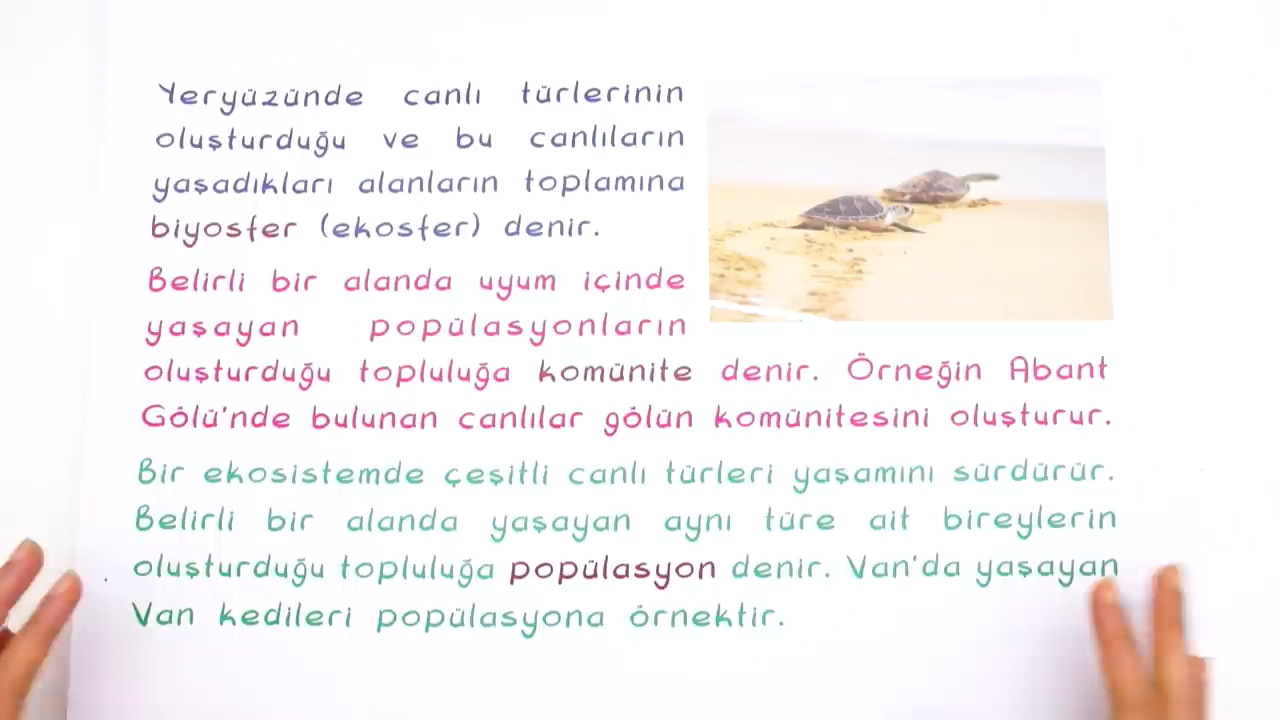 Yeryüzünde canlı türlerinin
oluşturduğu ve bu canlıların
yaşadıkları alanların toplamına
biyosfer (ekosfer) denir.
Belirli bir alanda uyum içinde
yaşayan popülasyonların
oluşturduğu topluluğa komünite denir. Örneğin Abant
Gölü'nde bulunan canlılar gölün komünitesini oluşturur.
Bir ekosistemde çeşitli canlı türleri yaşamını sürdürür.
Belirli bir alanda yaşayan aynı türe ait bireylerin
oluşturduğu topluluğa popülasyon denir. Van'da yaşayan
Van kedileri popülasyona örnektir.